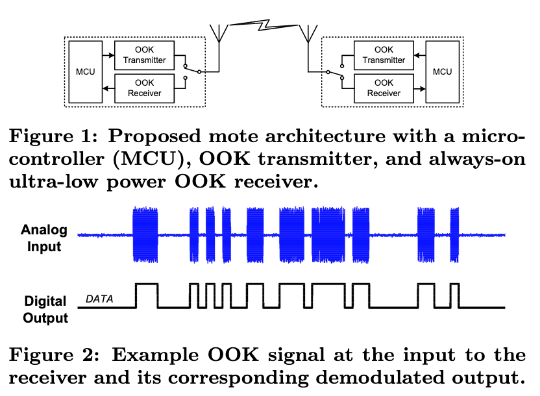 MCU
OOK
Transmitter
OOK
Receiver
OOK
Transmitter
OOK
Receiver
MCU
Figure 1: Proposed mote architecture with a micro-
controller (MCU), OOK transmitter, and always-on
ultra-low power OOK receiver.
Analog
Input
Digital
Output
DATA
Figure 2: Example OOK signal at the input to the
receiver and its corresponding demodulated output.